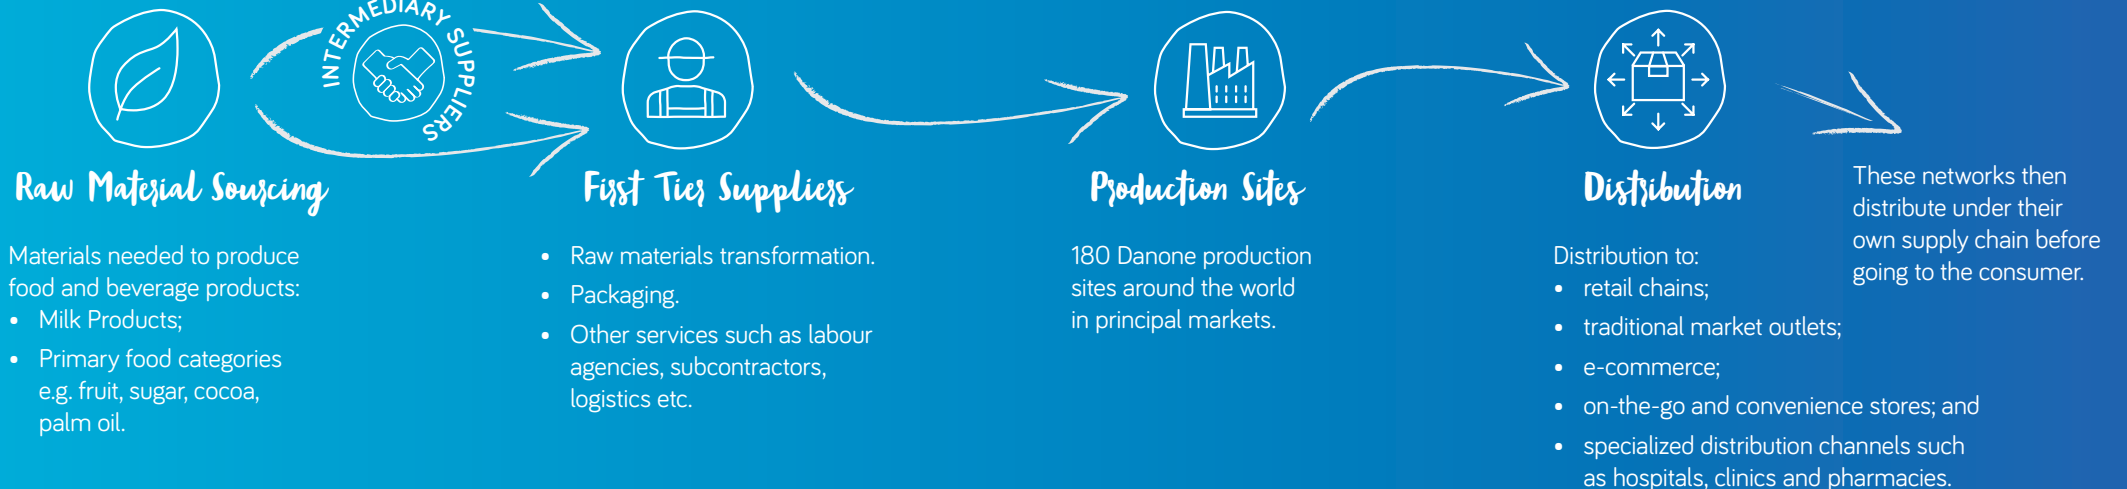 INTERMEDIARY SUPPLIERS
Raw Material Sourcing
Materials needed to produce
food and beverage products:
• Milk Products;
• Primary food categories
e.g. fruit, sugar, cocoa,
palm oil.
First Tier Suppliers
• Raw materials transformation.
• Packaging.
• Other services such as labour
agencies, subcontractors,
logistics etc.
Production Sites
180 Danone production
sites around the world
in principal markets.
Distribution
Distribution to:
• retail chains;
• traditional market outlets;
• e-commerce;
• on-the-go and convenience stores; and
• specialized distribution channels such
as hospitals, clinics and pharmacies.
These networks then
distribute under their
own supply chain before
going to the consumer.